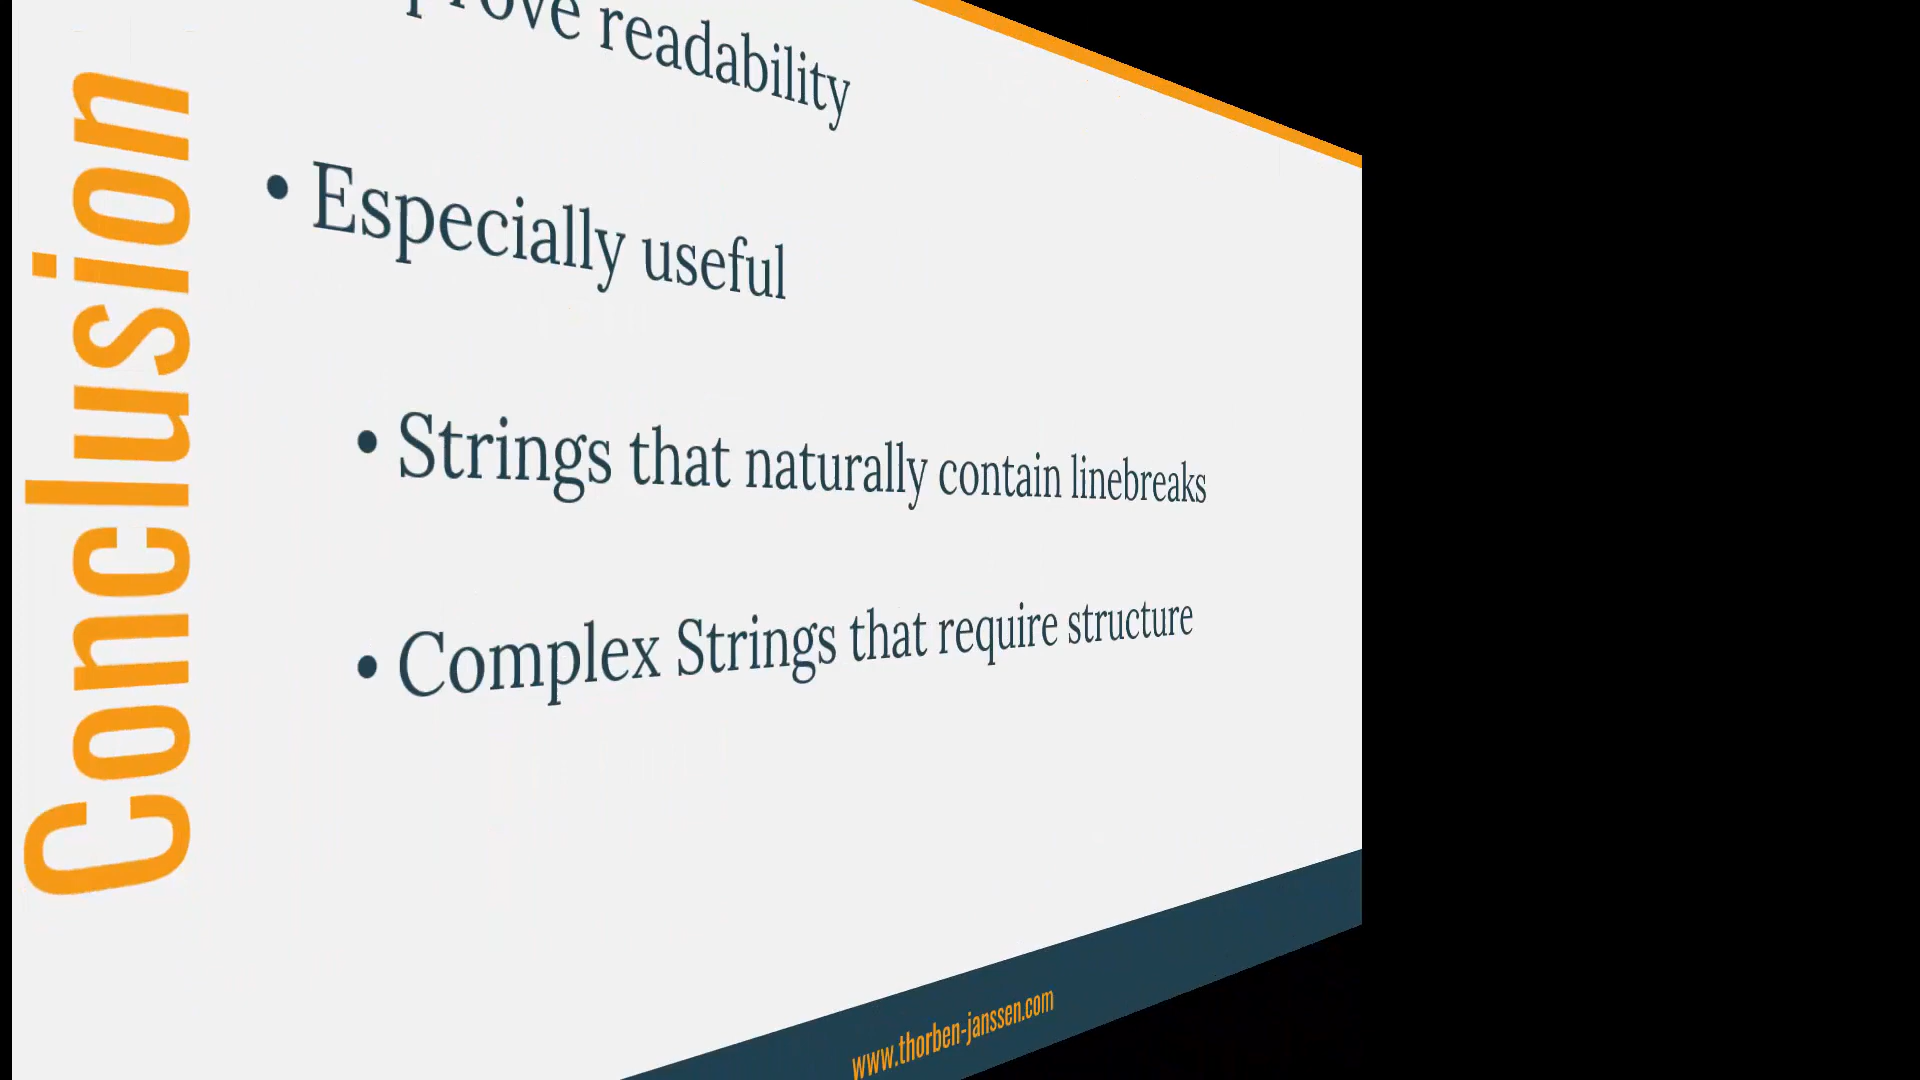 Conclusion
readability
• Especially useful
• Strings that naturally contain linebreaks
• Complex Strings that require structure
www.thorben-janssen.com